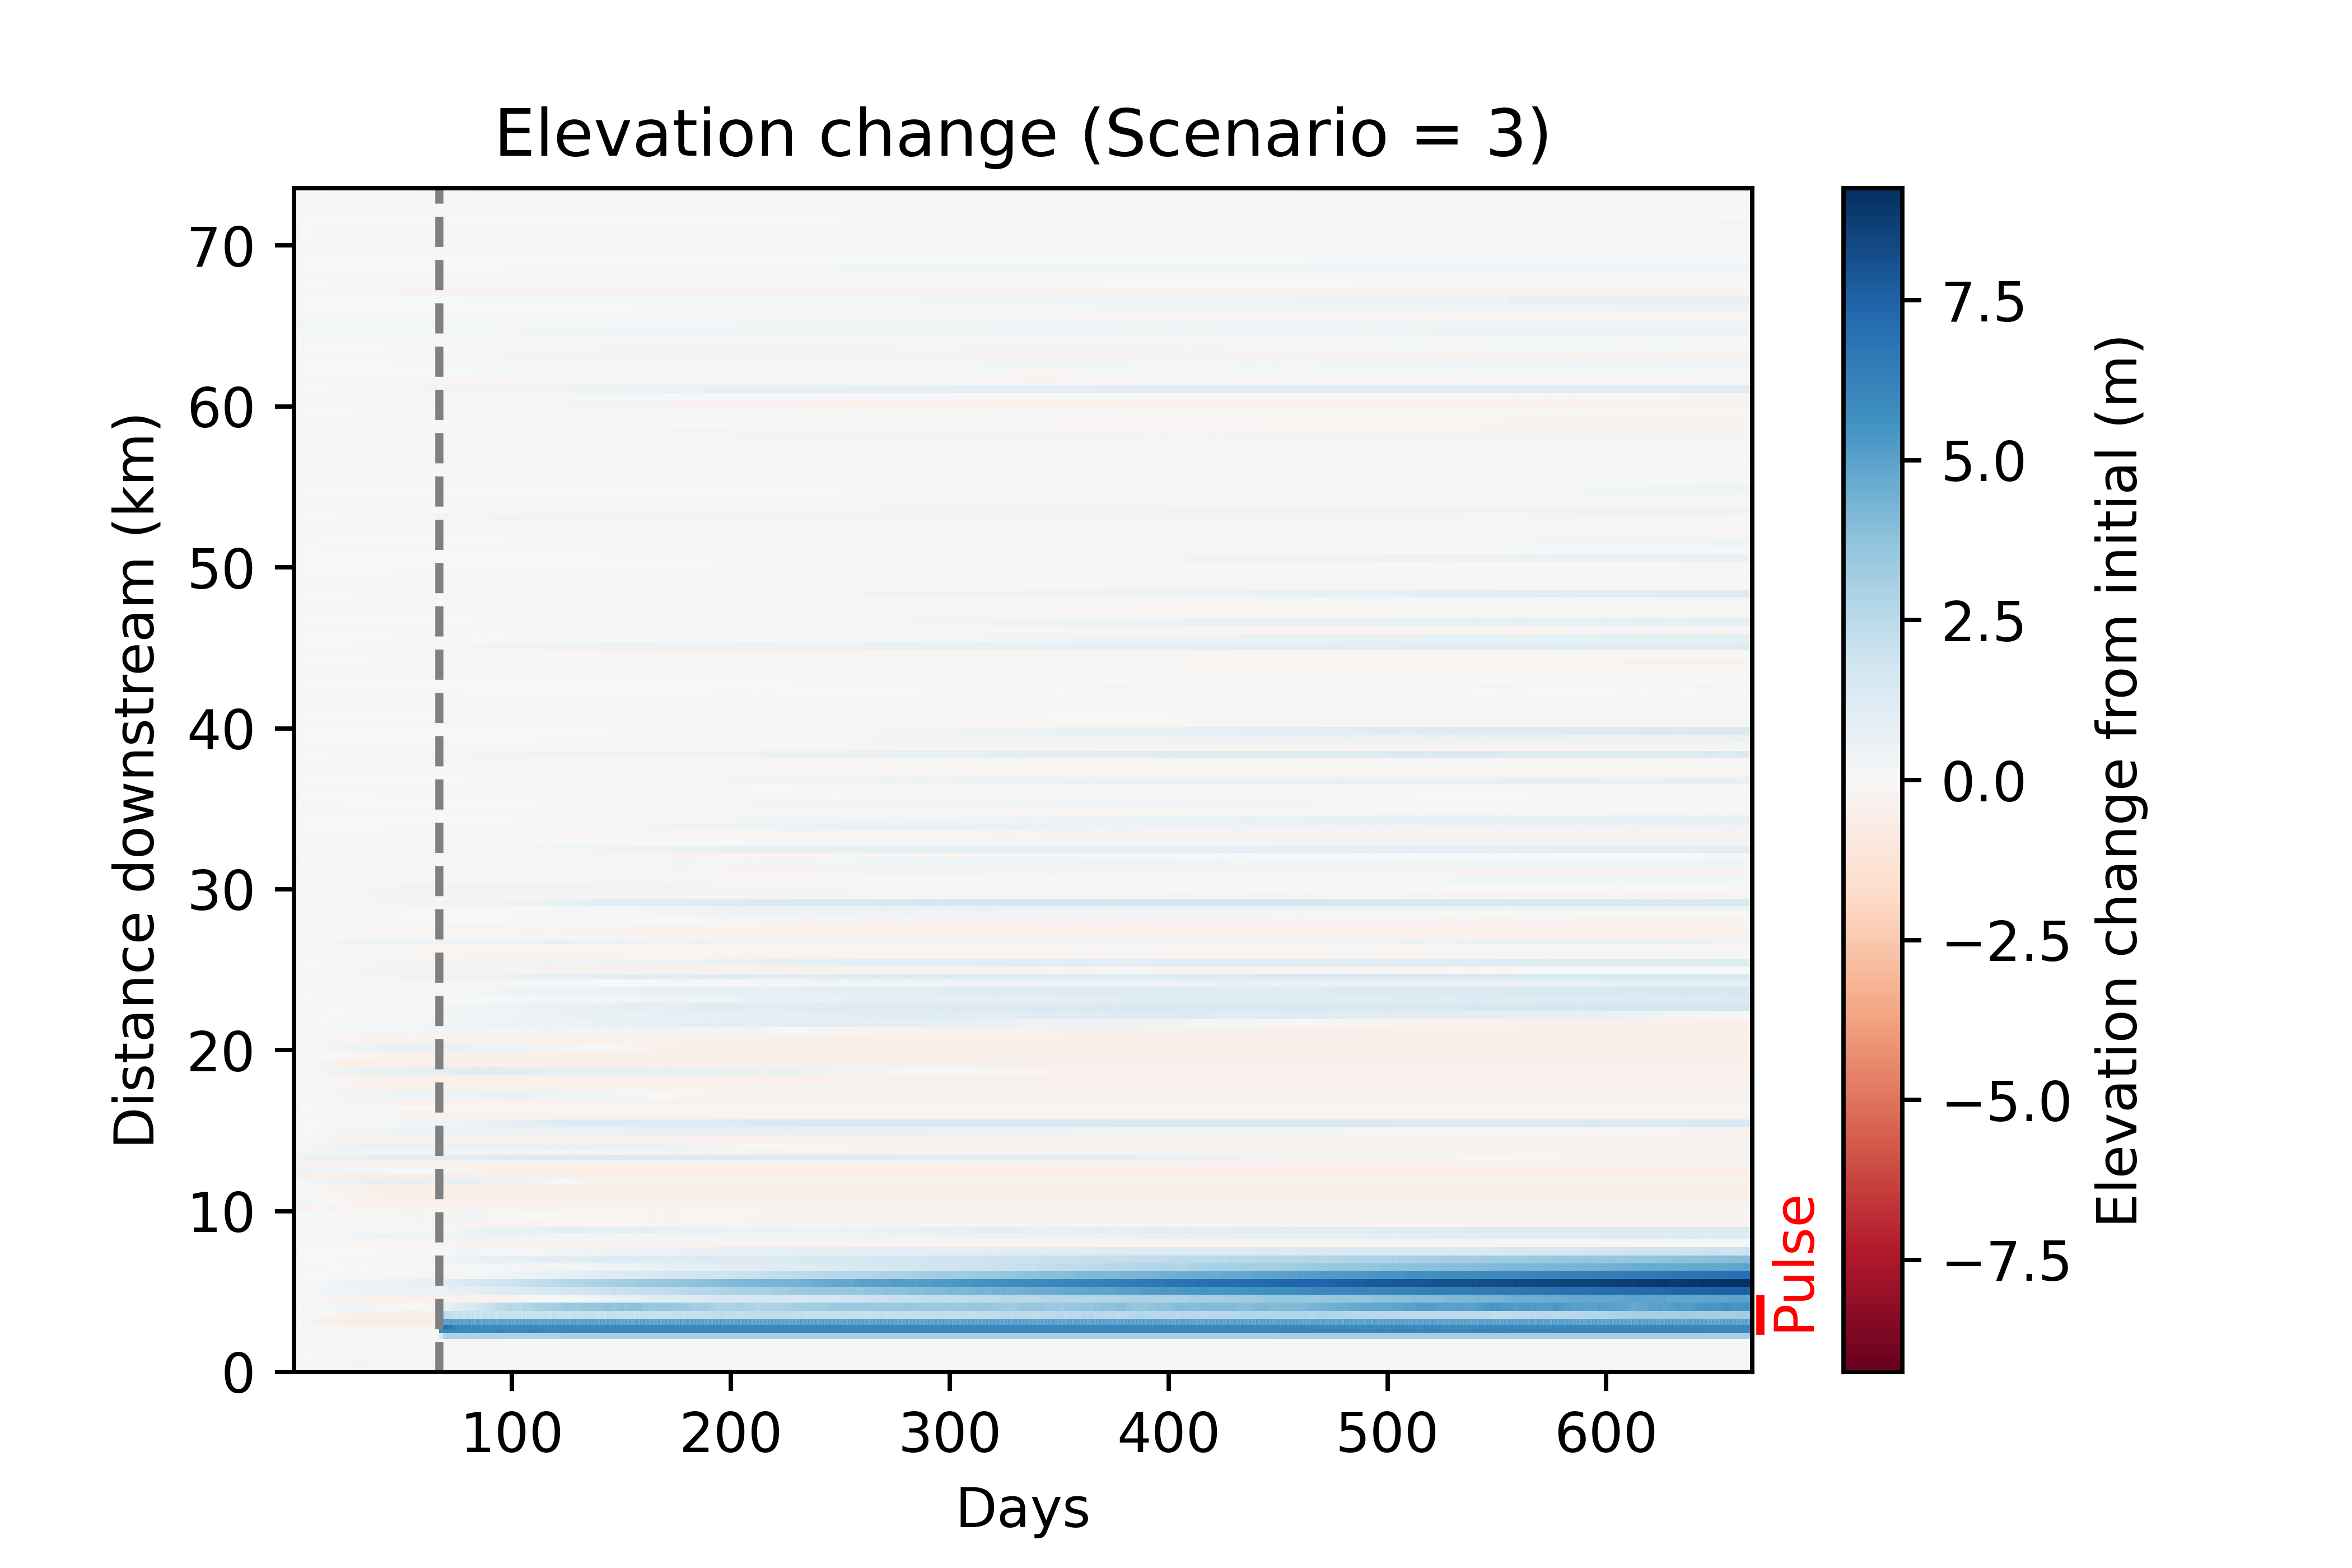 Elevation change (Scenario = 3)
Distance downstream (km)
70
60
50
40
30
20
10
0
100 200 300 400 500 600
Days
Pulse
7.5
5.0
2.5
0.0
−2.5
−5.0
−7.5
Elevation change from initial (m)